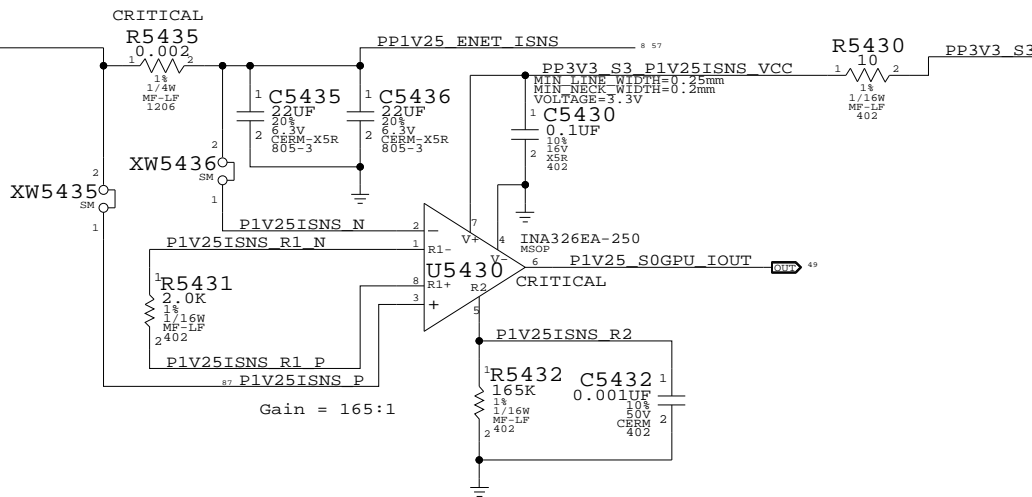 CRITICAL
R5435
0.002
1 2
1%
1/4W
MF-LF
1206
PP1V25_ENET_ISNS
8 57
R5430
10
1 2
1%
1/16W
MF-LF
402
PP3V3_S3
PP3V3_S3_P1V25ISNS_VCC
MIN_LINE_WIDTH=0.25mm
MIN_NECK_WIDTH=0.2mm
VOLTAGE=3.3V
1
C5435
22UF
20%
6.3V
CERM-X5R
805-3
2
1
C5436
22UF
20%
6.3V
CERM-X5R
805-3
2
1
C5430
0.1UF
10%
16V
X5R
402
2
2
XW5436
SM
1
2
XW5435
SM
1
P1V25ISNS_N
P1V25ISNS_R1_N
1
R5431
2.0K
1%
1/16W
MF-LF
402
2
P1V25ISNS_R1_P
87 P1V25ISNS_P
Gain = 165:1
2
1
8
3
7
4
6
5
−
R1-
R1+
+
V+
V-
R2
U5430
INA326EA-250
MSOP
CRITICAL
P1V25_S0GPU_IOUT
OUT 49
P1V25ISNS_R2
1
R5432
165K
1%
1/16W
MF-LF
402
2
C5432
0.001UF
10%
50V
CERM
402
1
2